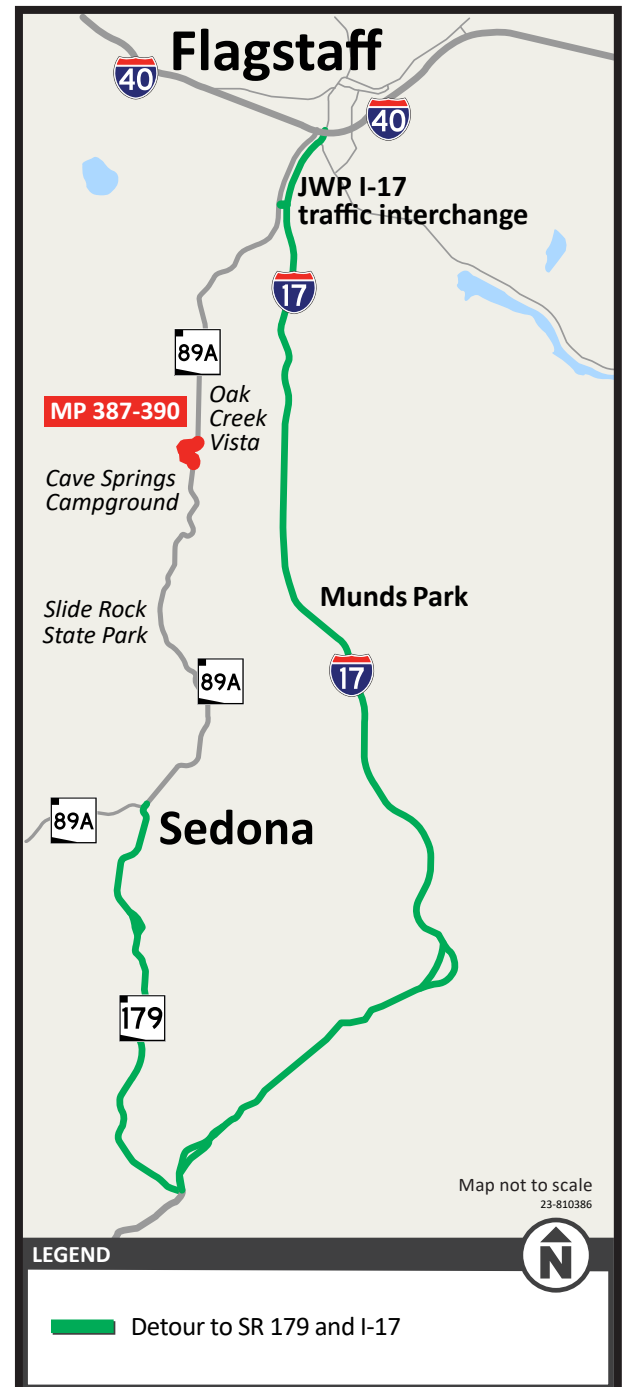 Flagstaff
40
40
JWP I-17
traffic interchange
17
89A
MP 387-390
Oak
Creek
Vista
Cave Springs
Campground
Munds Park
Slide Rock
State Park
17
89A
89A
Sedona
179
Map not to scale
23-810386
LEGEND
N
Detour to SR 179 and I-17